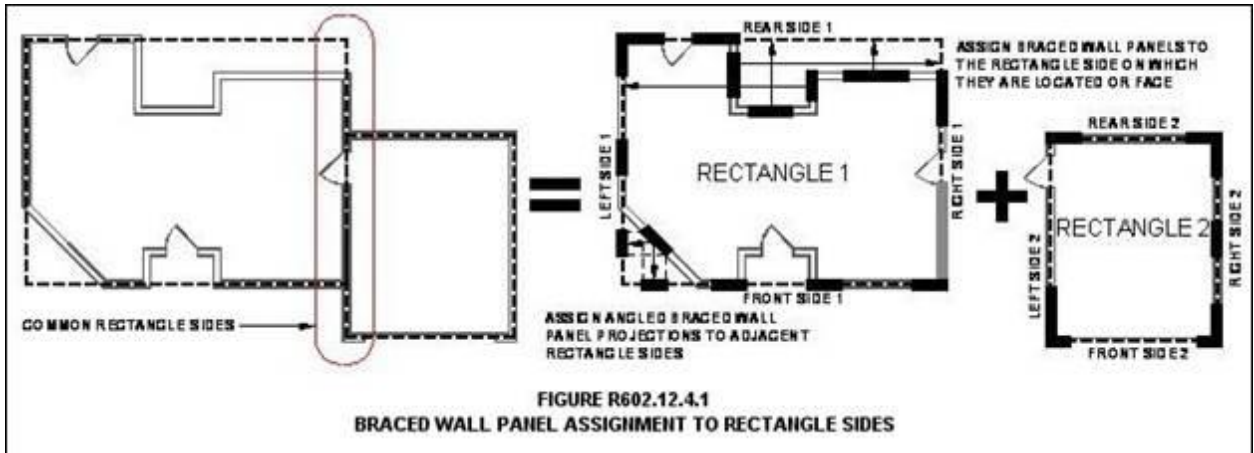 REAR SIDE 1
ASSIGN BRACED WALL PANELS TO
THE RECTANGLE SIDE ON WHICH
THEY ARE LOCATED OR FACE
REAR SIDE 2
LEFT SIDE 1
RECTANGLE 1
RIGHT SIDE 1
LEFT SIDE 2
RECTANGLE 2
RIGHT SIDE 2
FRONT SIDE 1
COMMON RECTANGLE SIDES
ASSIGN ANGLED BRACED WALL
PANEL PROJECTIONS TO ADJACENT
RECTANGLE SIDES
FRONT SIDE 2
FIGURE R602.12.4.1
BRACED WALL PANEL ASSIGNMENT TO RECTANGLE SIDES